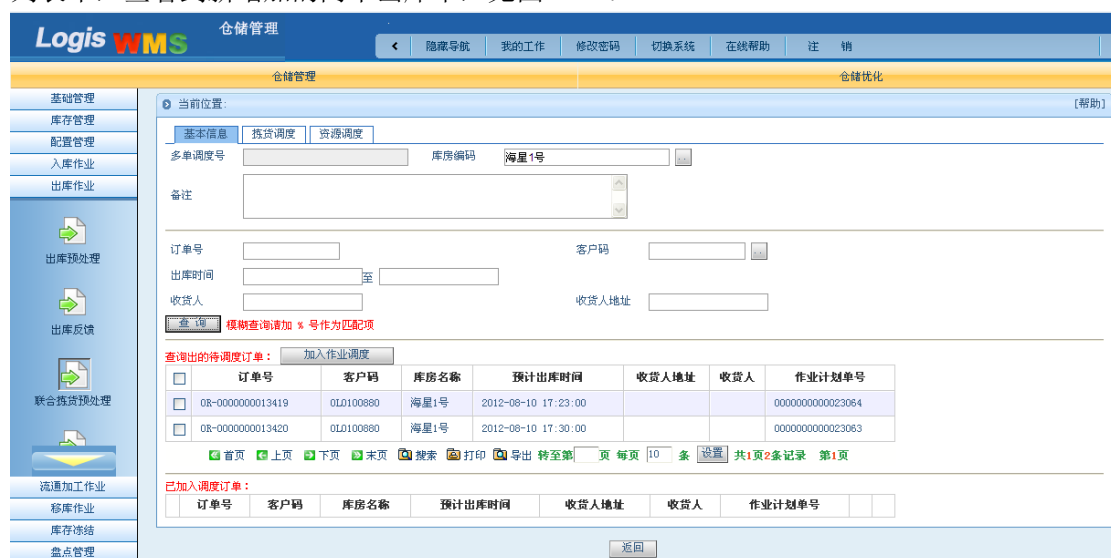 Logis WMS 仓储管理
隐藏导航 我的工作 修改密码 切换系统 在线帮助 注 销
仓储管理 仓储优化
基础管理
库存管理
配置管理
入库作业
出库作业
出库预处理
出库反馈
联合拣货预处理
流通加工作业
移库作业
库存冻结
盘点管理
当前位置: [帮助]
基本信息 拣货调度 资源调度
多单调度号 库房编码 海星1号
备注
订单号 客户码
出库时间 至
收货人 收货人地址
查 询 模糊查询请加 % 号作为匹配项
查询出的待调度订单: 加入作业调度
订单号 客户码 库房名称 预计出库时间 收货人地址 收货人 作业计划单号
OR-0000000013419 OL0100880 海星1号 2012-08-10 17:23:00 0000000000023064
OR-0000000013420 OL0100880 海星1号 2012-08-10 17:30:00 0000000000023063
首页 上页 下页 末页 搜索 打印 导出 转至第 页 每页 10 条 设置 共1页2条记录 第1页
已加入调度订单:
订单号 客户码 库房名称 预计出库时间 收货人地址 收货人 作业计划单号
返回